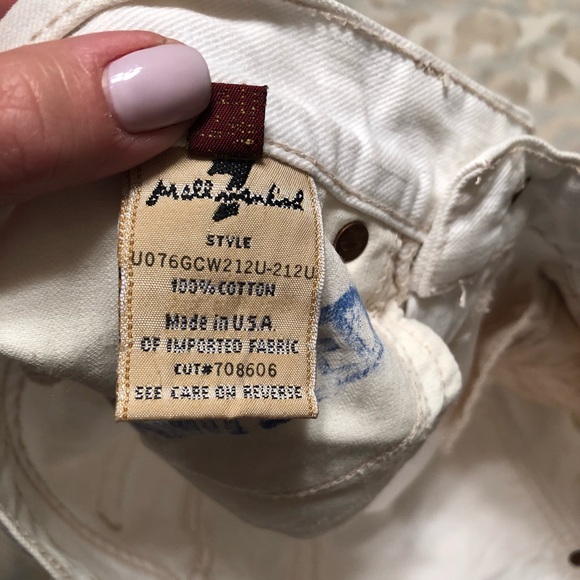 7
for all mankind
STYLE
U076GCW212U-212U
100% COTTON
Made in U.S.A.
OF IMPORTED FABRIC
CUT#708606
SEE CARE ON REVERSE